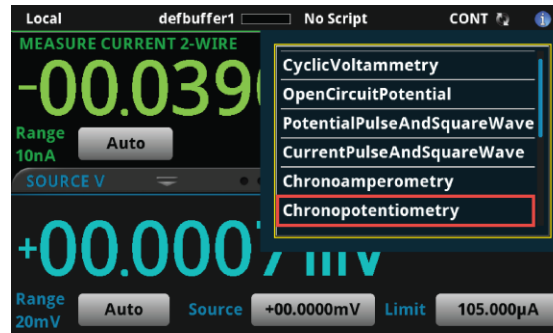 Local defbuffer1 No Script CONT
MEASURE CURRENT 2-WIRE
-00.039
Range
10nA
Auto
CyclicVoltammetry
OpenCircuitPotential
PotentialPulseAndSquareWave
CurrentPulseAndSquareWave
Chronoamperometry
Chronopotentiometry
SOURCE V
+00.0007 mV
Range
20mV
Auto Source +00.0000mV Limit 105.000µA